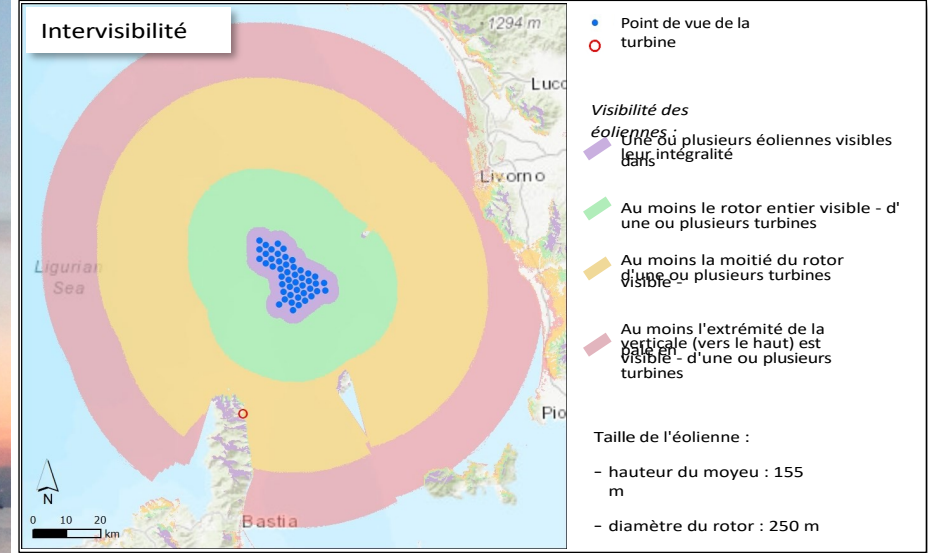 Intervisibilité
1294 m
Lucc
Livorno
Ligurian
Sea
Pio
Bastia
N
0 10 20
km
Point de vue de la
turbine
Visibilité des
éoliennes :
Une ou plusieurs éoliennes visibles
dans
leur intégralité
Au moins le rotor entier visible - d'
une ou plusieurs turbines
Au moins la moitié du rotor
visible -
d'une ou plusieurs turbines
Au moins l'extrémité de la
pale en
verticale (vers le haut) est
visible - d'une ou plusieurs
turbines
Taille de l'éolienne :
- hauteur du moyeu : 155
m
- diamètre du rotor : 250 m